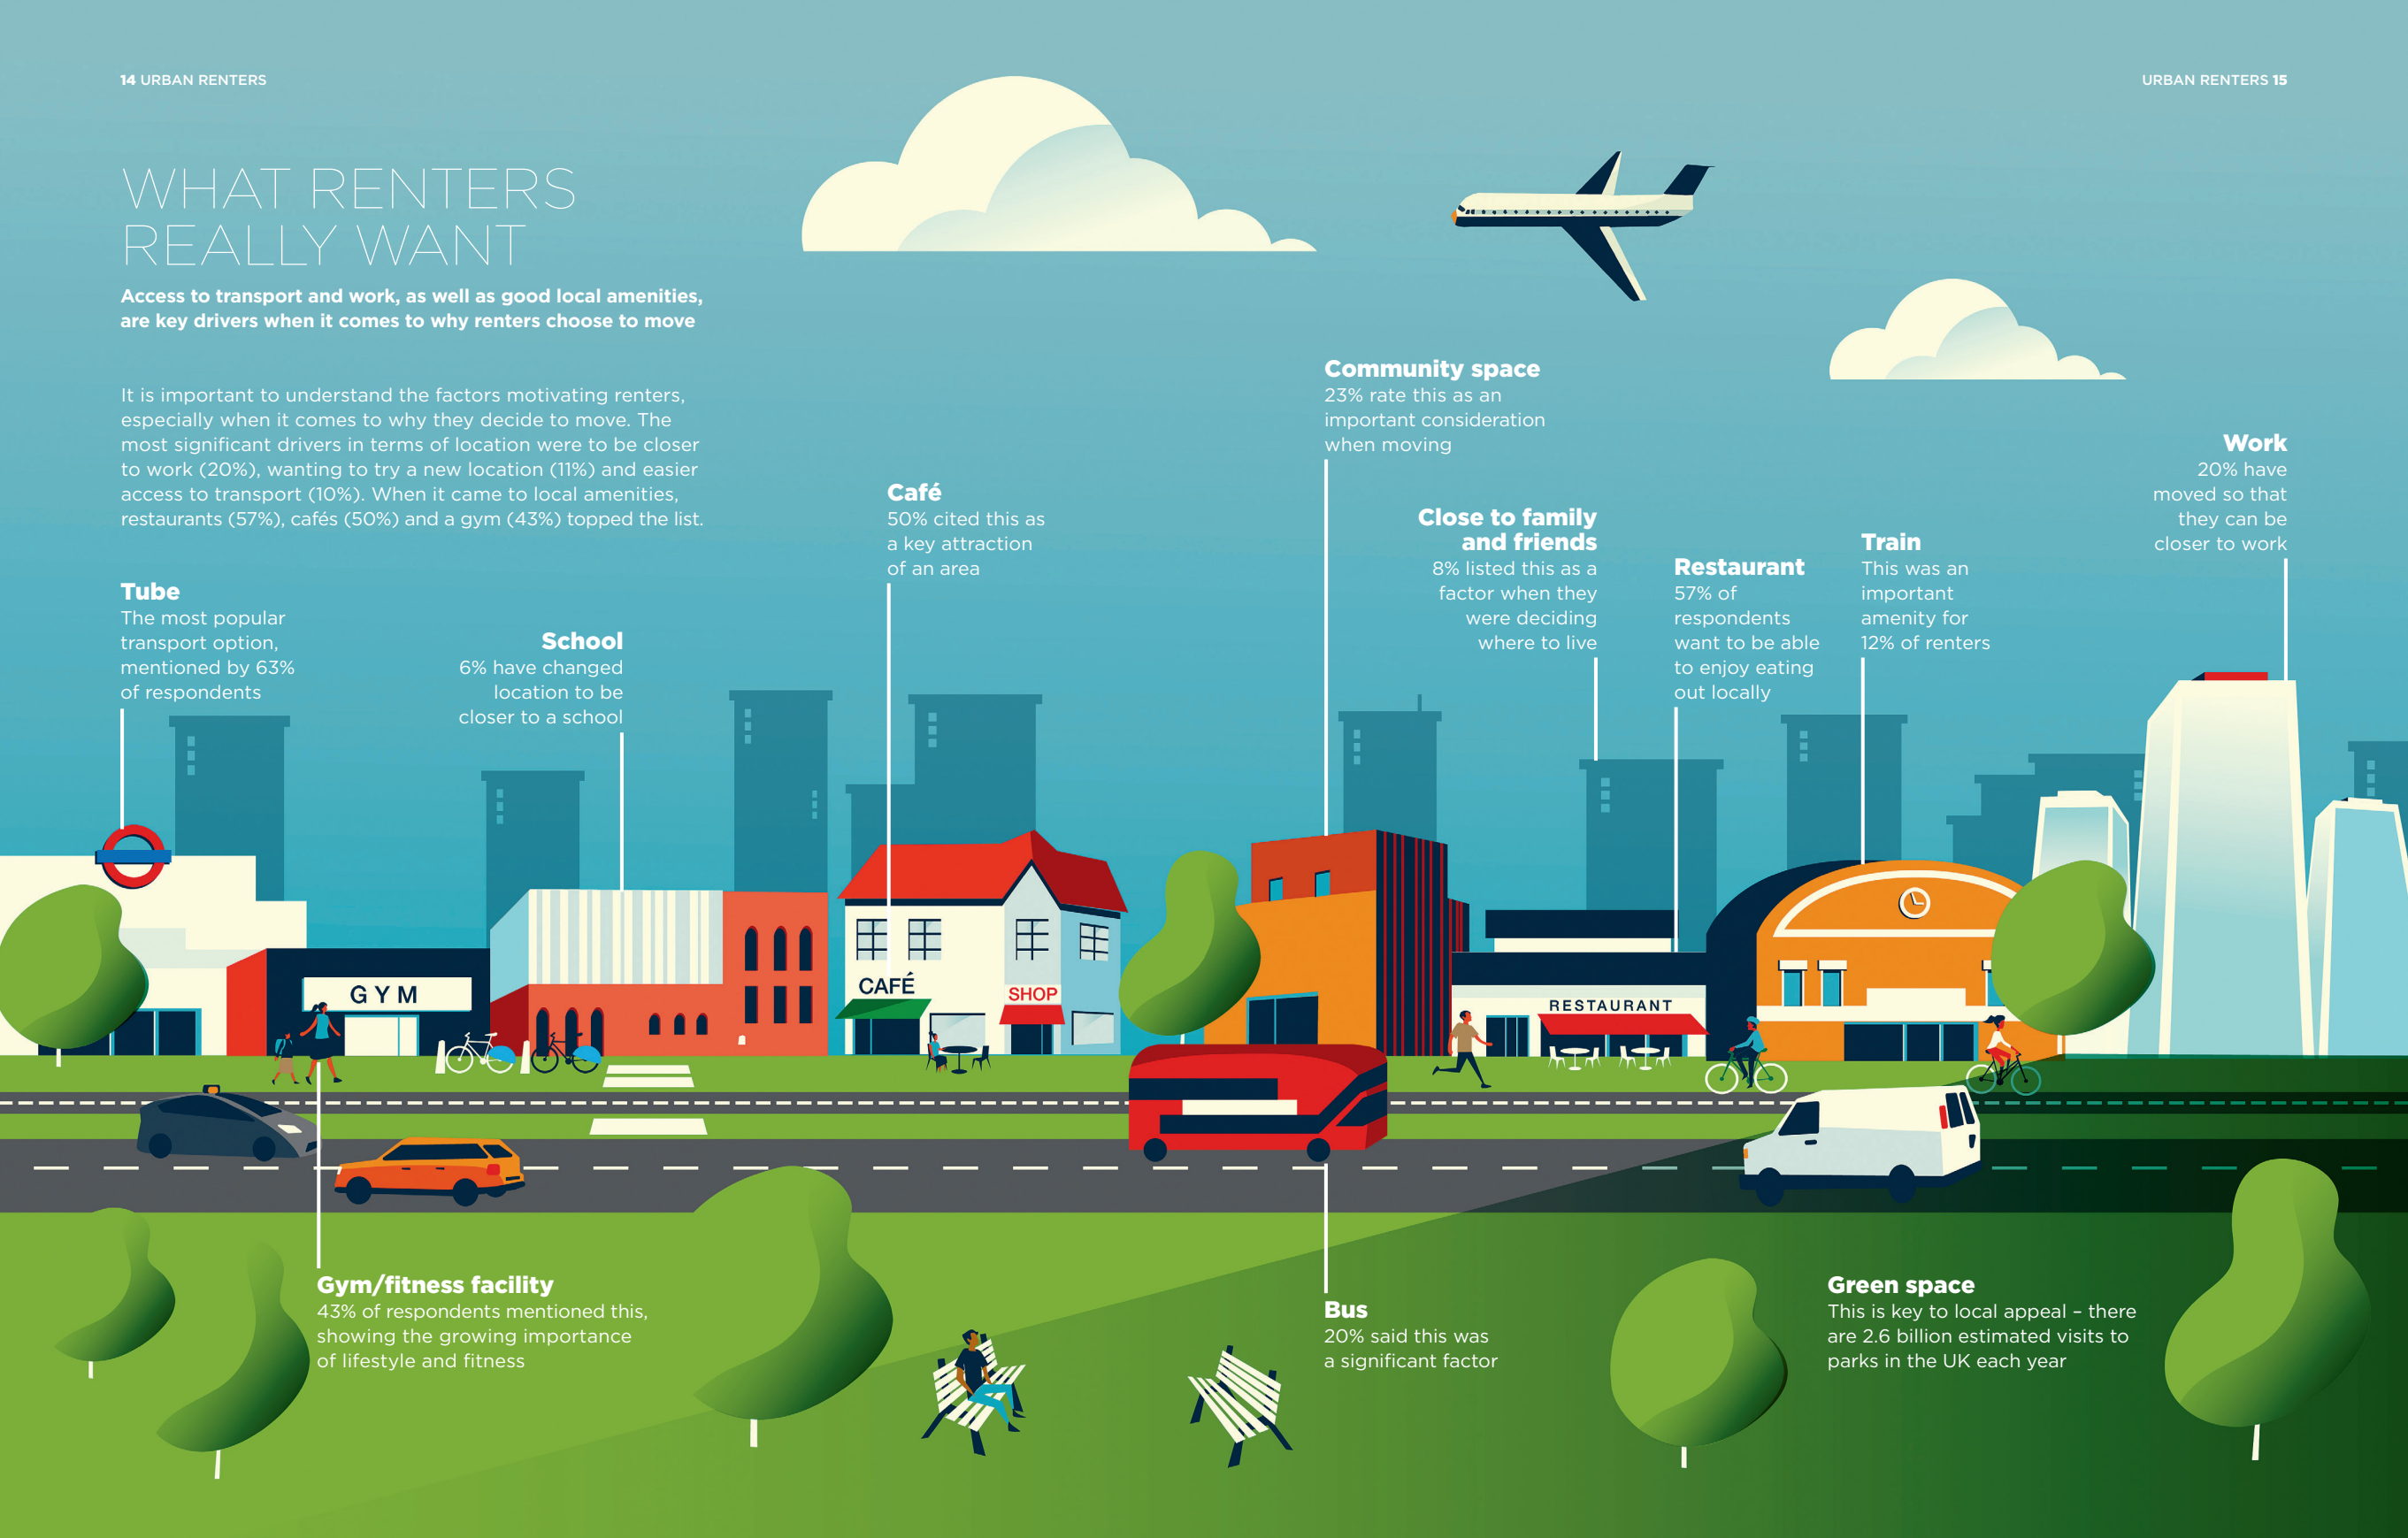 14 URBAN RENTERS
URBAN RENTERS 15
WHAT RENTERS
REALLY WANT
Access to transport and work, as well as good local amenities,
are key drivers when it comes to why renters choose to move
It is important to understand the factors motivating renters,
especially when it comes to why they decide to move. The
most significant drivers in terms of location were to be closer
to work (20%), wanting to try a new location (11%) and easier
access to transport (10%). When it came to local amenities,
restaurants (57%), cafés (50%) and a gym (43%) topped the list.
Tube
The most popular
transport option,
mentioned by 63%
of respondents
School
6% have changed
location to be
closer to a school
Café
50% cited this as
a key attraction
of an area
Community space
23% rate this as an
important consideration
when moving
Close to family
and friends
8% listed this as a
factor when they
were deciding
where to live
Restaurant
57% of
respondents
want to be able
to enjoy eating
out locally
Train
This was an
important
amenity for
12% of renters
Work
20% have
moved so that
they can be
closer to work
GYM
CAFÉ
SHOP
RESTAURANT
Gym/fitness facility
43% of respondents mentioned this,
showing the growing importance
of lifestyle and fitness
Bus
20% said this was
a significant factor
Green space
This is key to local appeal – there
are 2.6 billion estimated visits to
parks in the UK each year